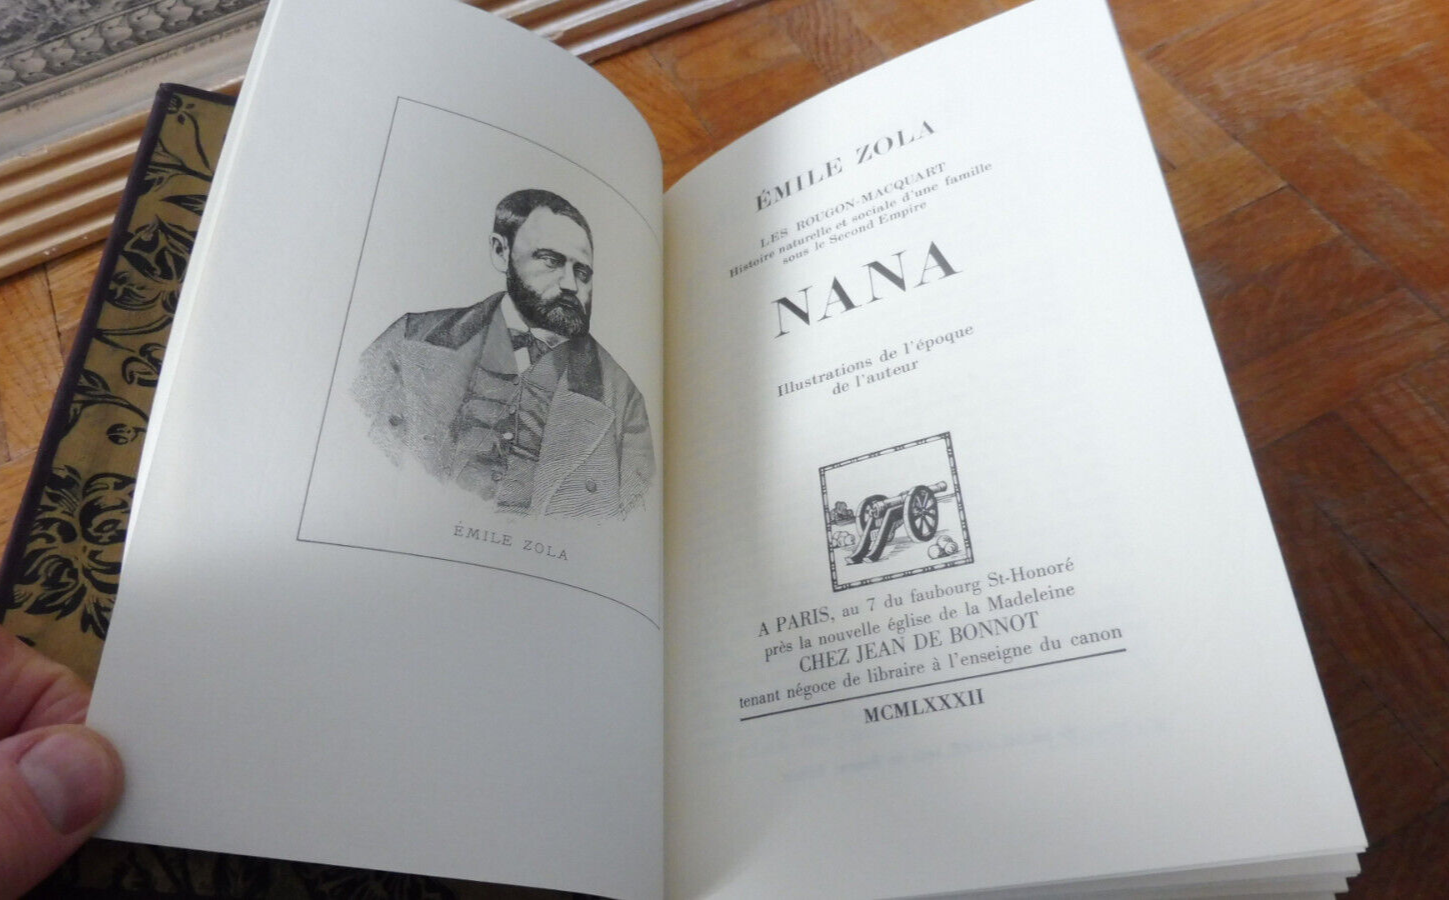 ÉMILE ZOLA
ÉMILE ZOLA
LES ROUGON-MACQUART
Histoire naturelle et sociale d'une famille
sous le Second Empire
NANA
Illustrations de l'époque
de l'auteur
A PARIS, au 7 du faubourg St-Honoré
près la nouvelle église de la Madeleine
CHEZ JEAN DE BONNOT
tenant négoce de libraire à l'enseigne du canon
MCMLXXXII